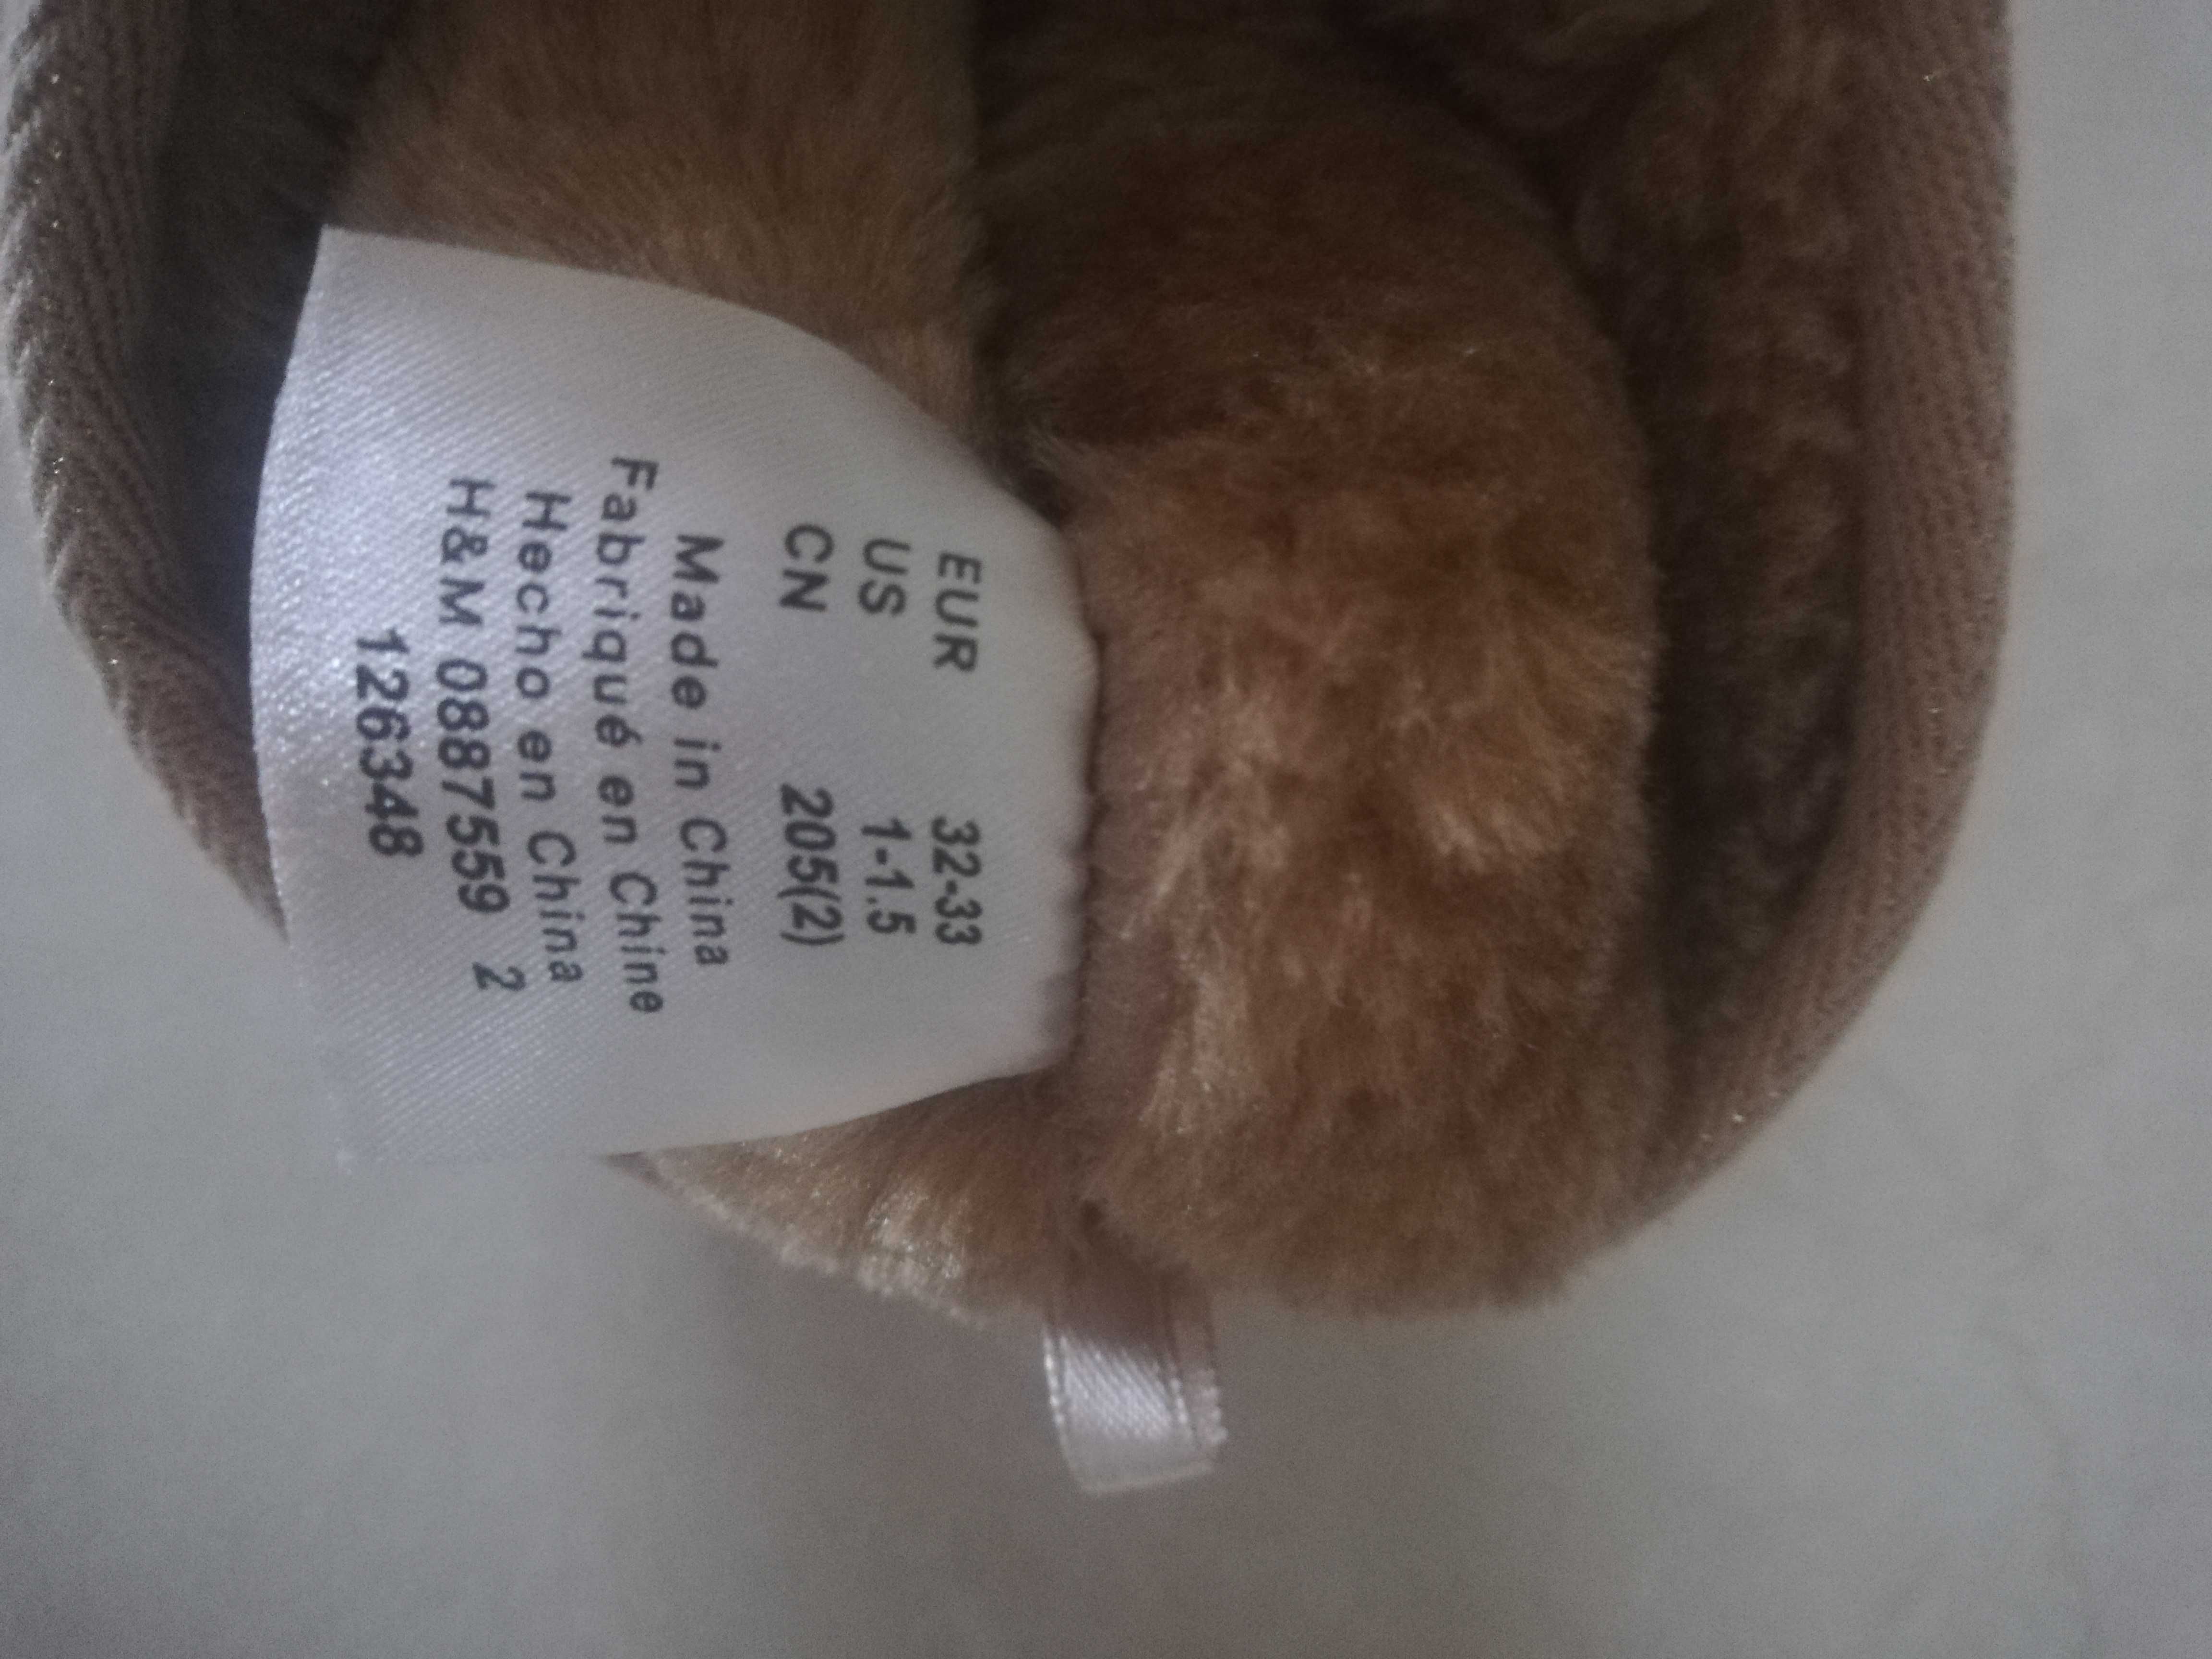 EUR 32-33
US 1-1.5
CN 205(2)
Made in China
Fabriqué en Chine
Hecho en China
H&M 0887559 2
126348